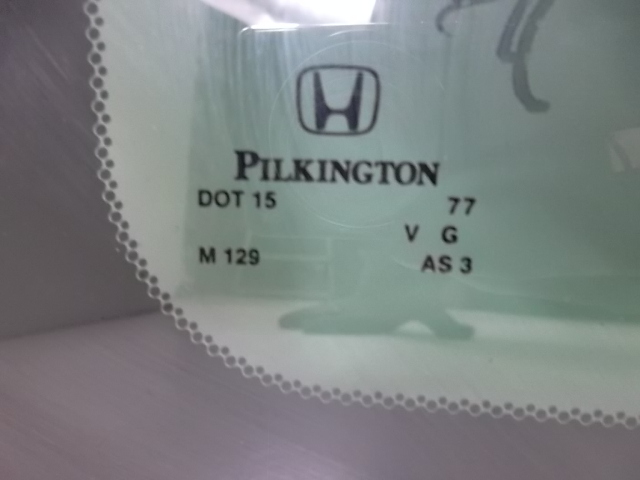 PILKINGTON
DOT 15 77
V G
M 129 AS 3